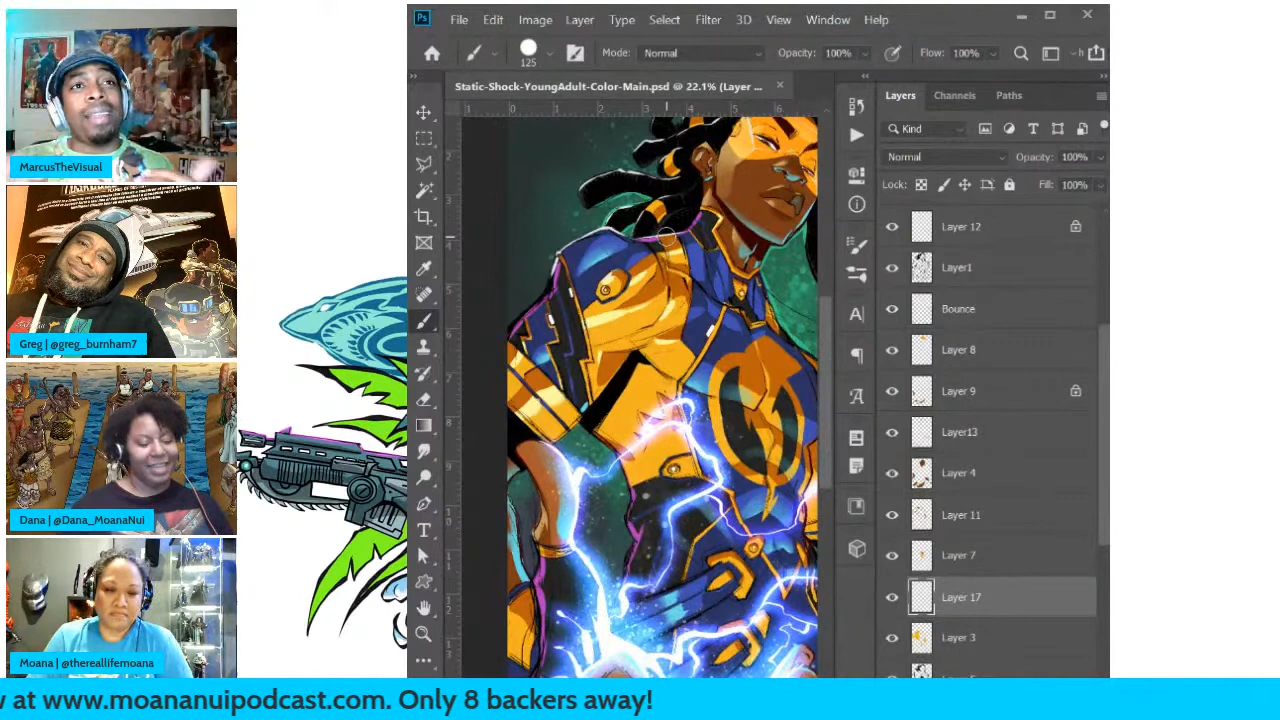 MarcusTheVisual
Greg | @greg_burnham7
Dana | @Dana_MoanaNui
Moana | @thereallifemoana
Ps
File Edit Image Layer Type Select Filter 3D View Window Help
125
Mode: Normal Opacity: 100% Flow: 100%
Static-Shock-YoungAdult-Color-Main.psd @ 22.1% (Layer ...
Layers Channels Paths
Kind
Normal Opacity: 100%
Lock: Fill: 100%
Layer 12
Layer1
Bounce
Layer 8
Layer 9
Layer13
Layer 4
Layer 11
Layer 7
Layer 17
Layer 3
at www.moananuipodcast.com. Only 8 backers away!